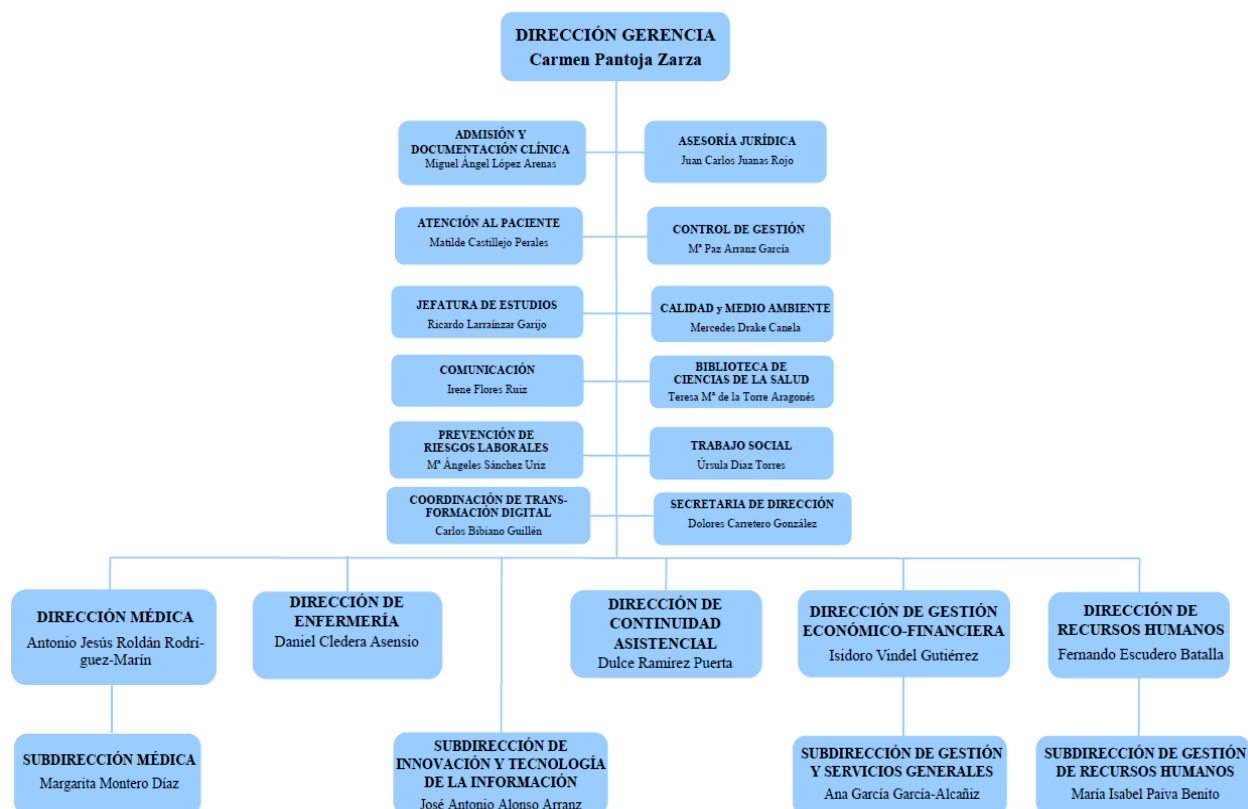 DIRECCIÓN GERENCIA
Carmen Pantoja Zarza
ADMISIÓN Y
DOCUMENTACIÓN CLÍNICA
Miguel Ángel López Arenas
ASESORÍA JURÍDICA
Juan Carlos Juanas Rojo
ATENCIÓN AL PACIENTE
Matilde Castillejo Perales
CONTROL DE GESTIÓN
Mª Paz Arranz García
JEFATURA DE ESTUDIOS
Ricardo Larraínzar Garijo
CALIDAD y MEDIO AMBIENTE
Mercedes Drake Canela
COMUNICACIÓN
Irene Flores Ruiz
BIBLIOTECA DE
CIENCIAS DE LA SALUD
Teresa Mª de la Torre Aragonés
PREVENCIÓN DE
RIESGOS LABORALES
Mª Ángeles Sánchez Uriz
TRABAJO SOCIAL
Úrsula Díaz Torres
COORDINACIÓN DE TRANS-
FORMACIÓN DIGITAL
Carlos Bibiano Guillén
SECRETARIA DE DIRECCIÓN
Dolores Carretero González
DIRECCIÓN MÉDICA
Antonio Jesús Roldán Rodrí-
guez-Marín
DIRECCIÓN DE
ENFERMERÍA
Daniel Cledera Asensio
DIRECCIÓN DE
CONTINUIDAD
ASISTENCIAL
Dulce Ramírez Puerta
DIRECCIÓN DE GESTIÓN
ECONÓMICO-FINANCIERA
Isidoro Vindel Gutiérrez
DIRECCIÓN DE
RECURSOS HUMANOS
Fernando Escudero Batalla
SUBDIRECCIÓN MÉDICA
Margarita Montero Díaz
SUBDIRECCIÓN DE
INNOVACIÓN Y TECNOLOGÍA
DE LA INFORMACIÓN
José Antonio Alonso Arranz
SUBDIRECCIÓN DE GESTIÓN
Y SERVICIOS GENERALES
Ana García García-Alcañiz
SUBDIRECCIÓN DE GESTIÓN
DE RECURSOS HUMANOS
María Isabel Paiva Benito